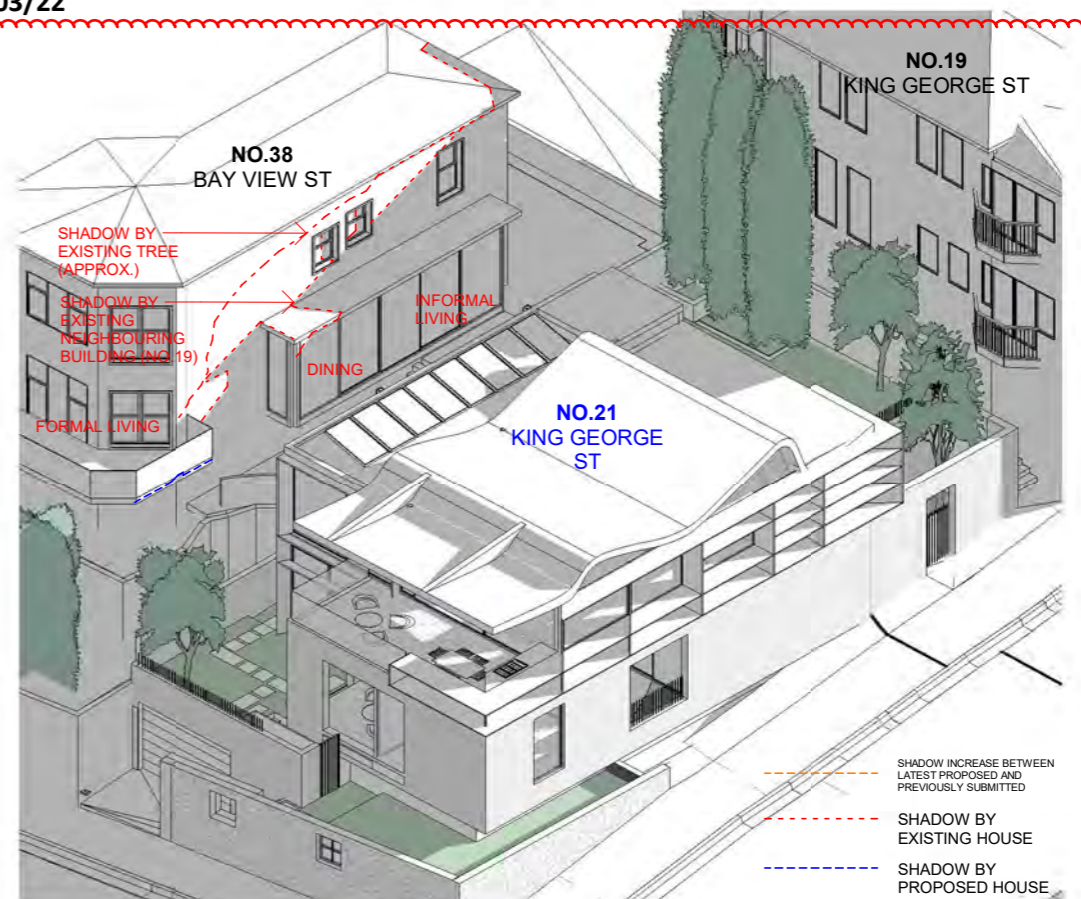 03/22
NO.19
KING GEORGE ST
NO.38
BAY VIEW ST
SHADOW BY
EXISTING TREE
(APPROX.)
SHADOW BY
EXISTING
NEIGHBOURING
BUILDING (NO 19)
INFORMAL
LIVING
DINING
FORMAL LIVING
NO.21
KING GEORGE
ST
SHADOW INCREASE BETWEEN
LATEST PROPOSED AND
PREVIOUSLY SUBMITTED
SHADOW BY
EXISTING HOUSE
SHADOW BY
PROPOSED HOUSE